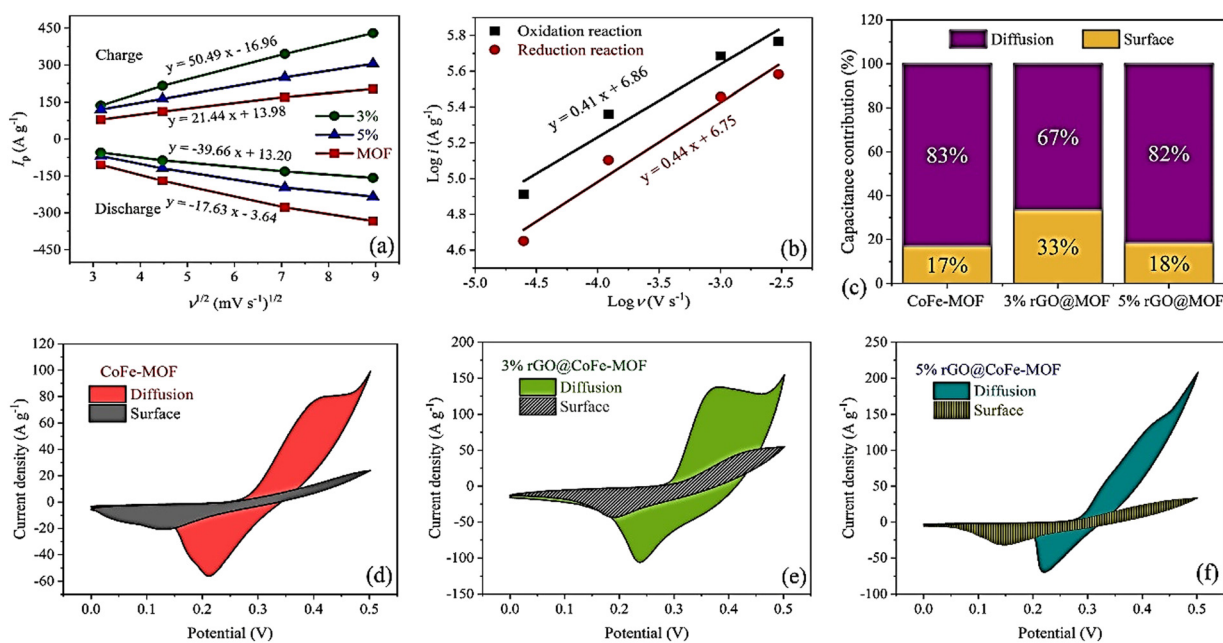 450
300
150
0
-150
-300
-450
Iₚ (A g⁻¹)
Charge
y = 50.49 x - 16.96
y = 21.44 x + 13.98
3%
5%
MOF
y = -39.66 x + 13.20
y = -17.63 x - 3.64
Discharge
(a)
3 4 5 6 7 8 9
ν¹/² (mV s⁻¹)¹/²
6.0
5.8
5.6
5.4
5.2
5.0
4.8
4.6
Log i (A g⁻¹)
Oxidation reaction
Reduction reaction
y = 0.41 x + 6.86
y = 0.44 x + 6.75
(b)
-5.0 -4.5 -4.0 -3.5 -3.0 -2.5
Log ν (V s⁻¹)
120
100
80
60
40
20
0
Capacitance contribution (%)
Diffusion Surface
83% 67% 82%
17% 33% 18%
(c)
CoFe-MOF 3% rGO@MOF 5% rGO@MOF
120
100
80
60
40
20
0
-20
-40
-60
Current density (A g⁻¹)
CoFe-MOF
Diffusion
Surface
(d)
0.0 0.1 0.2 0.3 0.4 0.5
Potential (V)
200
150
100
50
0
-50
-100
-150
Current density (A g⁻¹)
3% rGO@CoFe-MOF
Diffusion
Surface
(e)
0.0 0.1 0.2 0.3 0.4 0.5
Potential (V)
250
200
150
100
50
0
-50
-100
Current density (A g⁻¹)
5% rGO@CoFe-MOF
Diffusion
Surface
(f)
0.0 0.1 0.2 0.3 0.4 0.5
Potential (V)